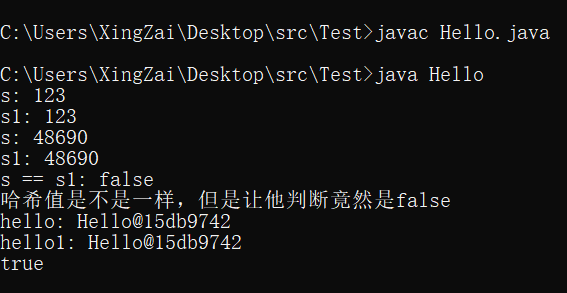 C:\Users\XingZai\Desktop\src\Test>javac Hello.java
C:\Users\XingZai\Desktop\src\Test>java Hello
s: 123
s1: 123
s: 48690
s1: 48690
s == s1: false
哈希值是不是一样，但是让他判断竟然是false
hello: Hello@15db9742
hello1: Hello@15db9742
true